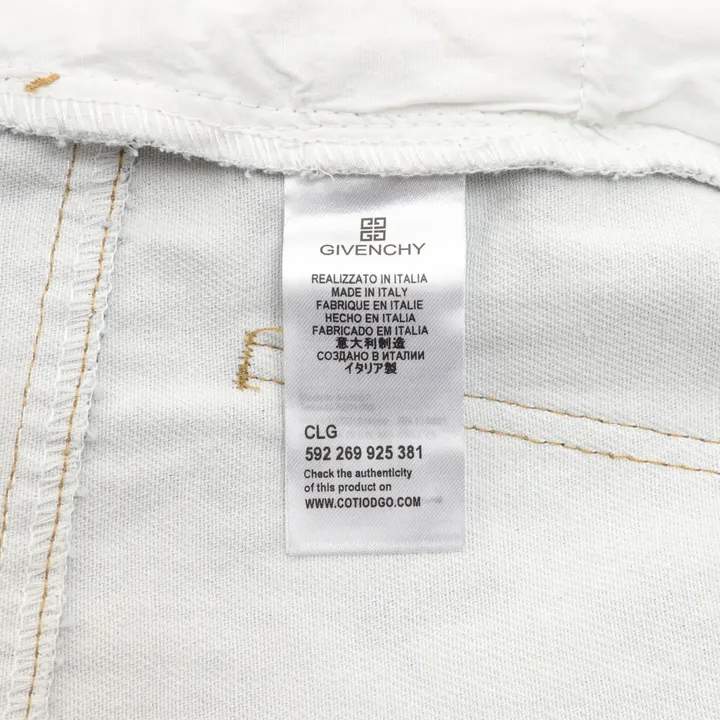 GIVENCHY
REALIZZATO IN ITALIA
MADE IN ITALY
FABRIQUE EN ITALIE
HECHO EN ITALIA
FABRICADO EM ITALIA
意大利制造
СОЗДАНО В ИТАЛИИ
イタリア製
CLG
592 269 925 381
Check the authenticity
of this product on
WWW.COTIODGO.COM